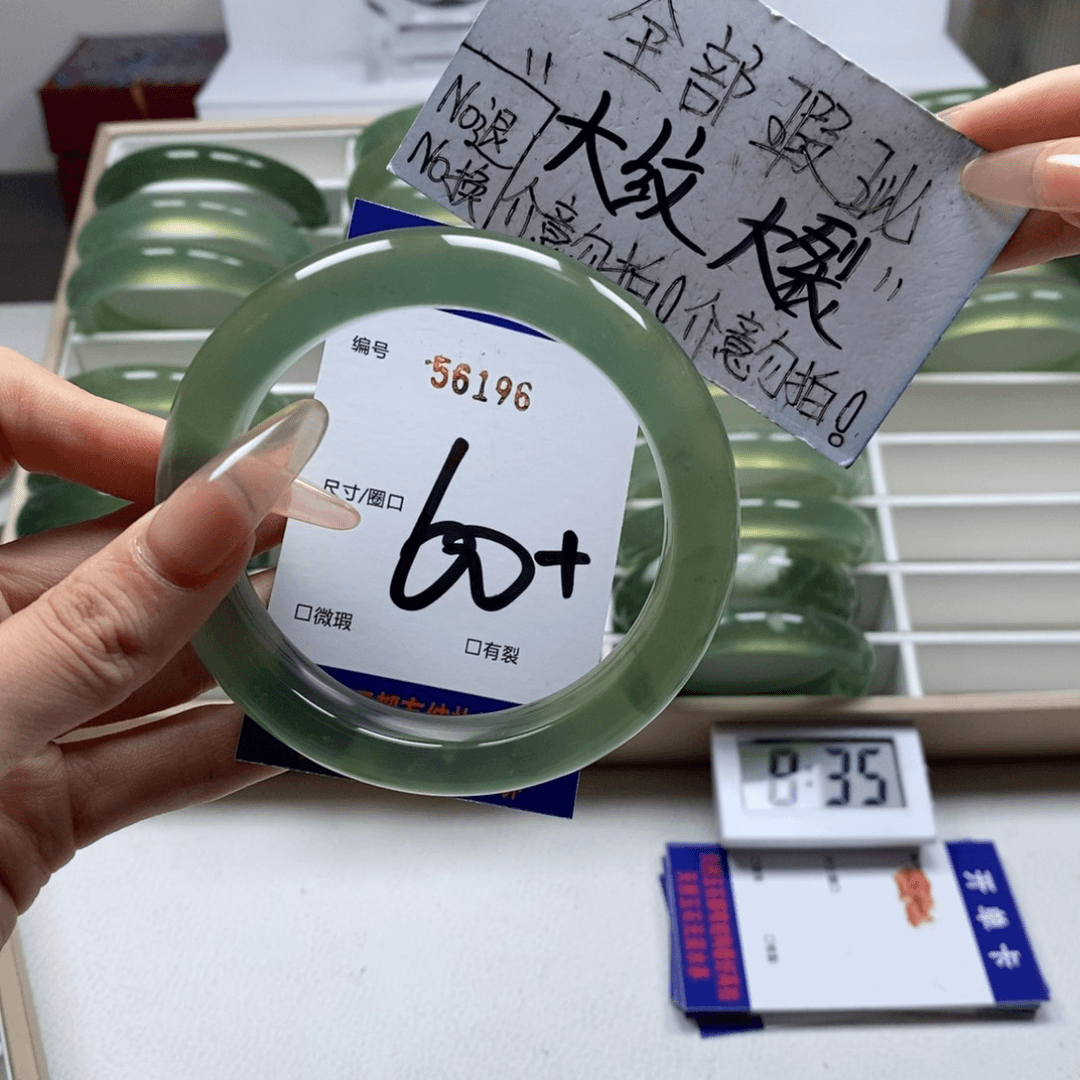 全部瑕疵
"大纹大裂"
No退
No换
介意勿拍！介意勿拍！
编号
56196
尺寸/圈口
60+
□微瑕
□有裂
8:35
开单卡